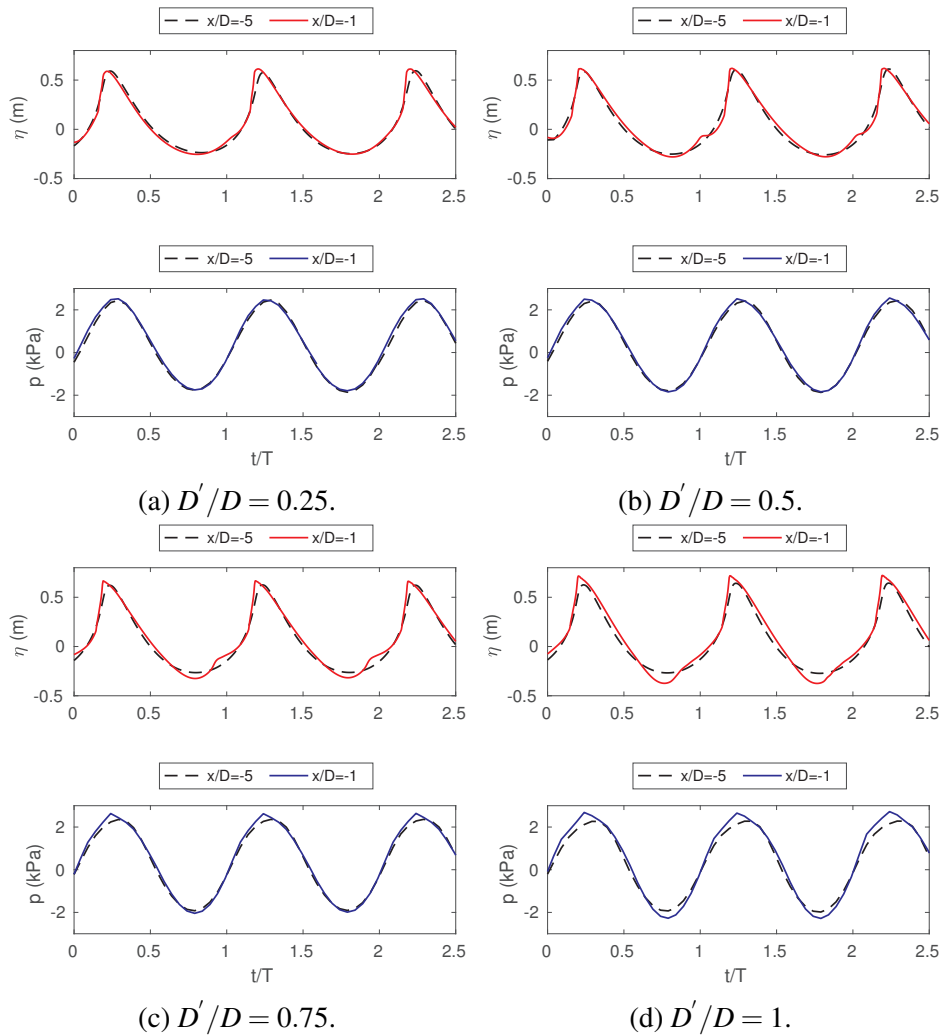 x/D=-5 x/D=-1 x/D=-5 x/D=-1
η (m) 0.5 0 -0.5 η (m) 0.5 0 -0.5
0 0.5 1 1.5 2 2.5 0 0.5 1 1.5 2 2.5
x/D=-5 x/D=-1 x/D=-5 x/D=-1
p (kPa) 2 0 -2 p (kPa) 2 0 -2
0 0.5 1 1.5 2 2.5 0 0.5 1 1.5 2 2.5
t/T t/T
(a) D'/D = 0.25. (b) D'/D = 0.5.
x/D=-5 x/D=-1 x/D=-5 x/D=-1
η (m) 0.5 0 -0.5 η (m) 0.5 0 -0.5
0 0.5 1 1.5 2 2.5 0 0.5 1 1.5 2 2.5
x/D=-5 x/D=-1 x/D=-5 x/D=-1
p (kPa) 2 0 -2 p (kPa) 2 0 -2
0 0.5 1 1.5 2 2.5 0 0.5 1 1.5 2 2.5
t/T t/T
(c) D'/D = 0.75. (d) D'/D = 1.